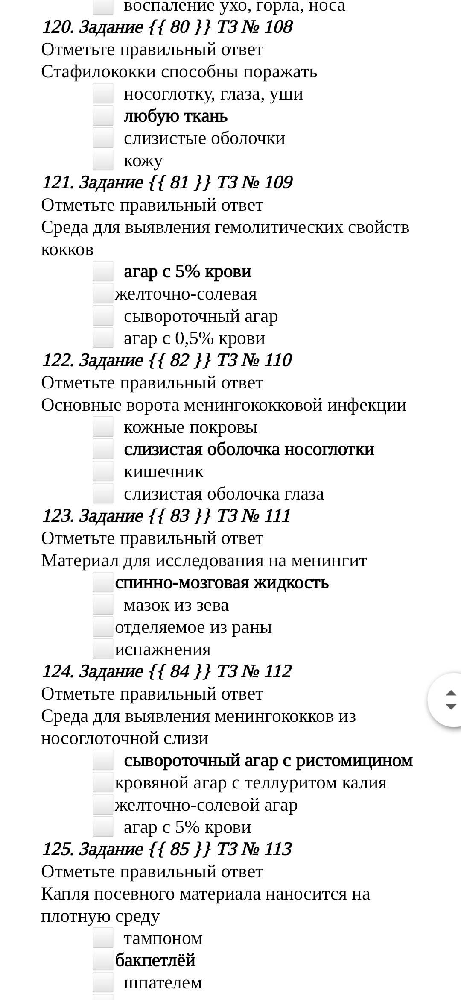 воспаление ухо, горла, носа
120. Задание {{ 80 }} ТЗ № 108
Отметьте правильный ответ
Стафилококки способны поражать
носоглотку, глаза, уши
любую ткань
слизистые оболочки
кожу
121. Задание {{ 81 }} ТЗ № 109
Отметьте правильный ответ
Среда для выявления гемолитических свойств
кокков
агар с 5% крови
желточно-солевая
сывороточный агар
агар с 0,5% крови
122. Задание {{ 82 }} ТЗ № 110
Отметьте правильный ответ
Основные ворота менингококковой инфекции
кожные покровы
слизистая оболочка носоглотки
кишечник
слизистая оболочка глаза
123. Задание {{ 83 }} ТЗ № 111
Отметьте правильный ответ
Материал для исследования на менингит
спинно-мозговая жидкость
мазок из зева
отделяемое из раны
испажнения
124. Задание {{ 84 }} ТЗ № 112
Отметьте правильный ответ
Среда для выявления менингококков из
носоглоточной слизи
сывороточный агар с ристомицином
кровяной агар с теллуритом калия
желточно-солевой агар
агар с 5% крови
125. Задание {{ 85 }} ТЗ № 113
Отметьте правильный ответ
Капля посевного материала наносится на
плотную среду
тампоном
бакпетлёй
шпателем